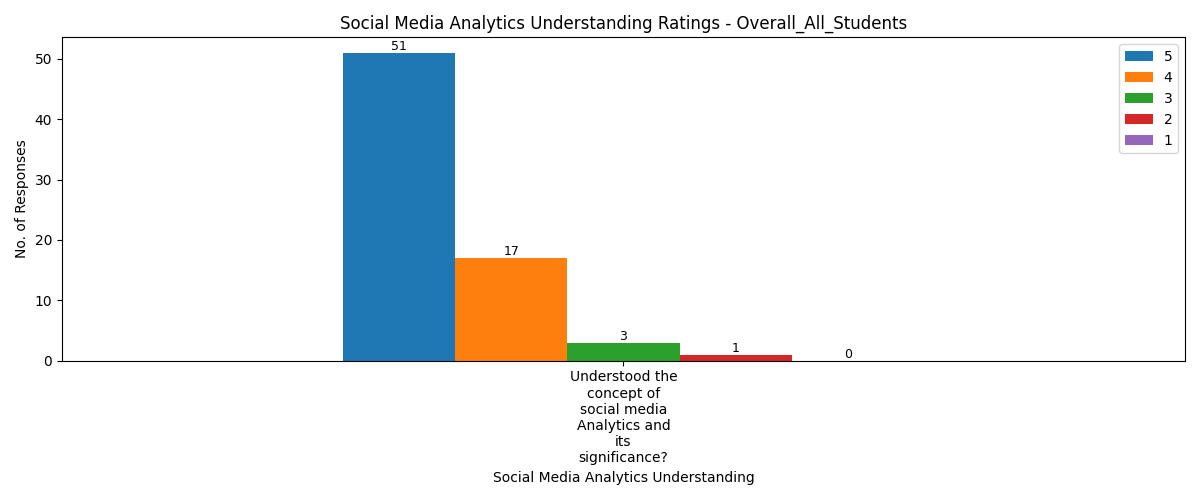 Social Media Analytics Understanding Ratings - Overall_All_Students
No. of Responses
50
40
30
20
10
0
51
17
3
1
0
5
4
3
2
1
Understood the
concept of
social media
Analytics and
its
significance?
Social Media Analytics Understanding